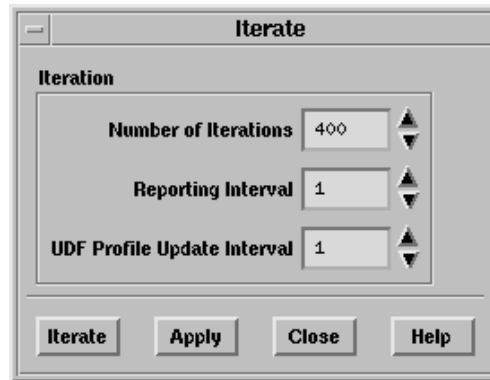 Iterate
Iteration
Number of Iterations 400
Reporting Interval 1
UDF Profile Update Interval 1
Iterate Apply Close Help